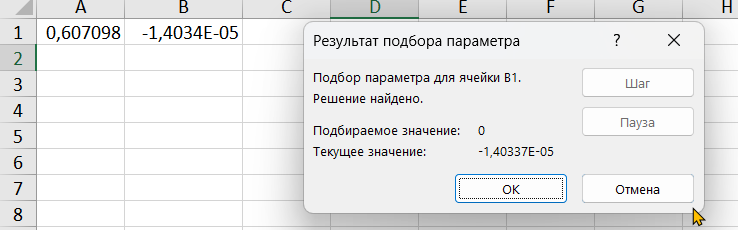 A B C D E F G H
1 0,607098 -1,4034E-05
2
3
4
5
6
7
8
Результат подбора параметра ?
Подбор параметра для ячейки B1.
Решение найдено.
Подбираемое значение: 0
Текущее значение: -1,40337E-05
Шаг
Пауза
ОК
Отмена